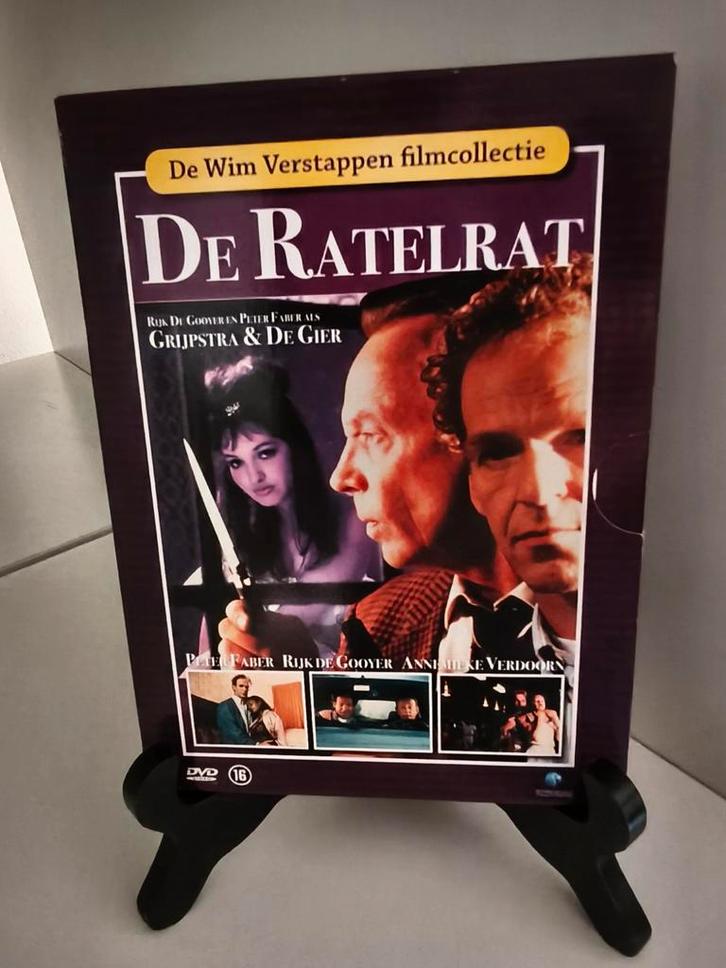 De Wim Verstappen filmcollectie
DE RATELRAT
RIJK DE GOOYER EN PETER FABER ALS
GRIJPSTRA & DE GIER
PETER FABER RIJK DE GOOYER ANNEMIEKE VERDOORN
DVD
16